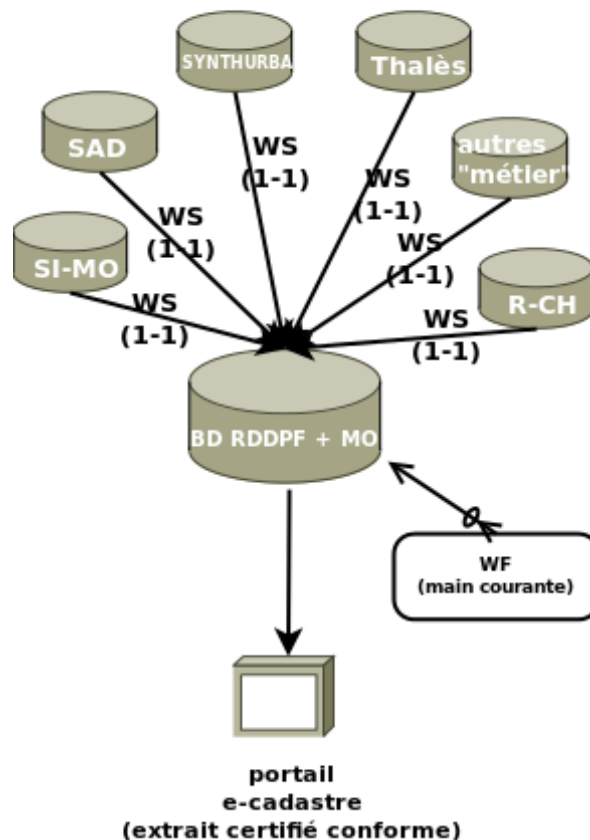 SYNTHURBA
Thalès
SAD
WS
(1-1)
autres
"métier"
WS
(1-1)
WS
(1-1)
WS
(1-1)
SI-MO
R-CH
WS
(1-1)
WS
(1-1)
BD RDDPF + MO
WF
(main courante)
portail
e-cadastre
(extrait certifié conforme)